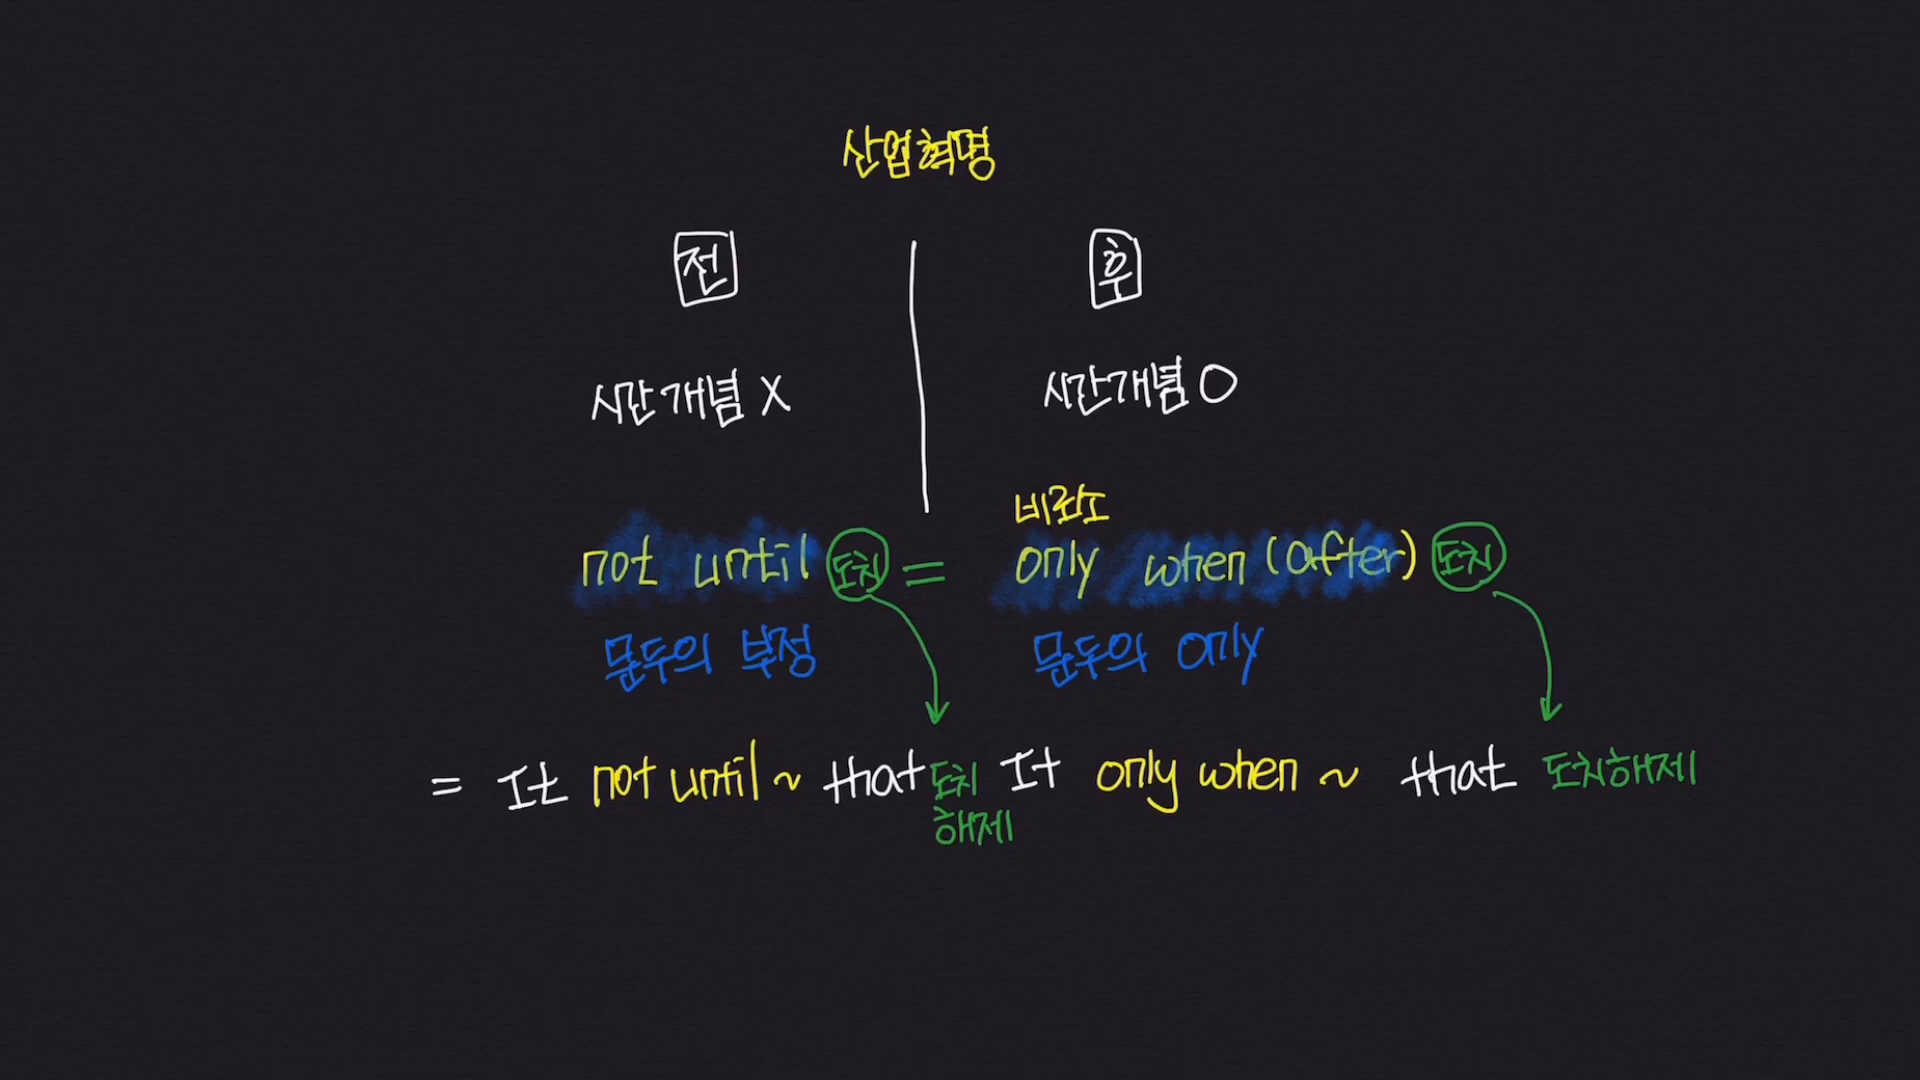 산업혁명
전 후
시간개념 X 시간개념 O
비로소
not until 도치 = only when (after) 도치
문두의 부정 문두의 only
= It not until ~ that 도치 It only when ~ that 도치해제
해제